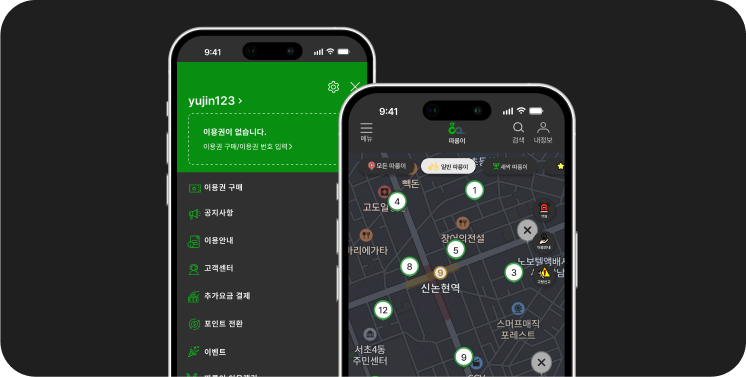 9:41
yujin123 >
이용권이 없습니다.
이용권 구매/이용권 번호 입력 >
이용권 구매
공지사항
이용안내
고객센터
추가요금 결제
포인트 전환
이벤트
9:41
메뉴
따릉이
검색
내정보
모든 따릉이
일반 따릉이
새싹 따릉이
빽돈
1
4
고도일
장어의전설
5
마리에가타
8
9
3
노보텔앰배서
신논현역
12
스머프매직
포레스트
서초4동
주민센터
9